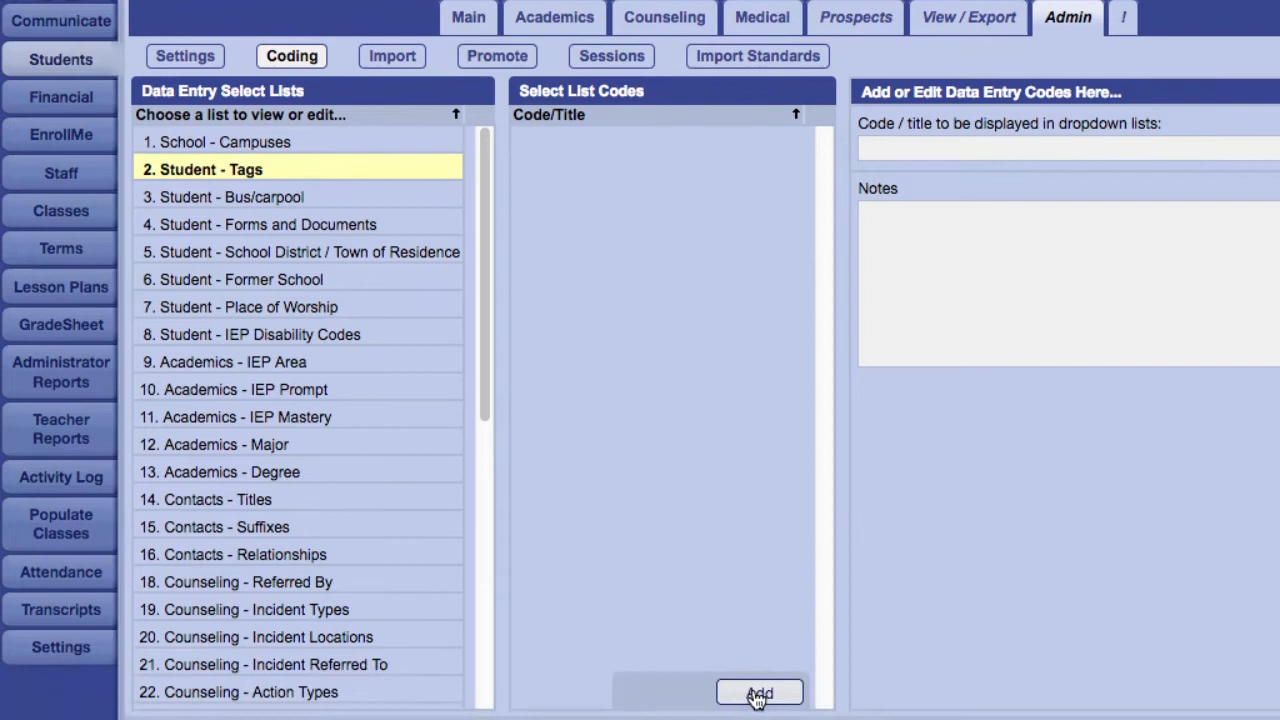 Communicate
Students
Financial
EnrollMe
Staff
Classes
Terms
Lesson Plans
GradeSheet
Administrator
Reports
Teacher
Reports
Activity Log
Populate
Classes
Attendance
Transcripts
Settings
Main
Academics
Counseling
Medical
Prospects
View / Export
Admin
!
Settings
Coding
Import
Promote
Sessions
Import Standards
Data Entry Select Lists
Choose a list to view or edit...
1. School - Campuses
2. Student - Tags
3. Student - Bus/carpool
4. Student - Forms and Documents
5. Student - School District / Town of Residence
6. Student - Former School
7. Student - Place of Worship
8. Student - IEP Disability Codes
9. Academics - IEP Area
10. Academics - IEP Prompt
11. Academics - IEP Mastery
12. Academics - Major
13. Academics - Degree
14. Contacts - Titles
15. Contacts - Suffixes
16. Contacts - Relationships
18. Counseling - Referred By
19. Counseling - Incident Types
20. Counseling - Incident Locations
21. Counseling - Incident Referred To
22. Counseling - Action Types
Select List Codes
Code/Title
Add
Add or Edit Data Entry Codes Here...
Code / title to be displayed in dropdown lists:
Notes